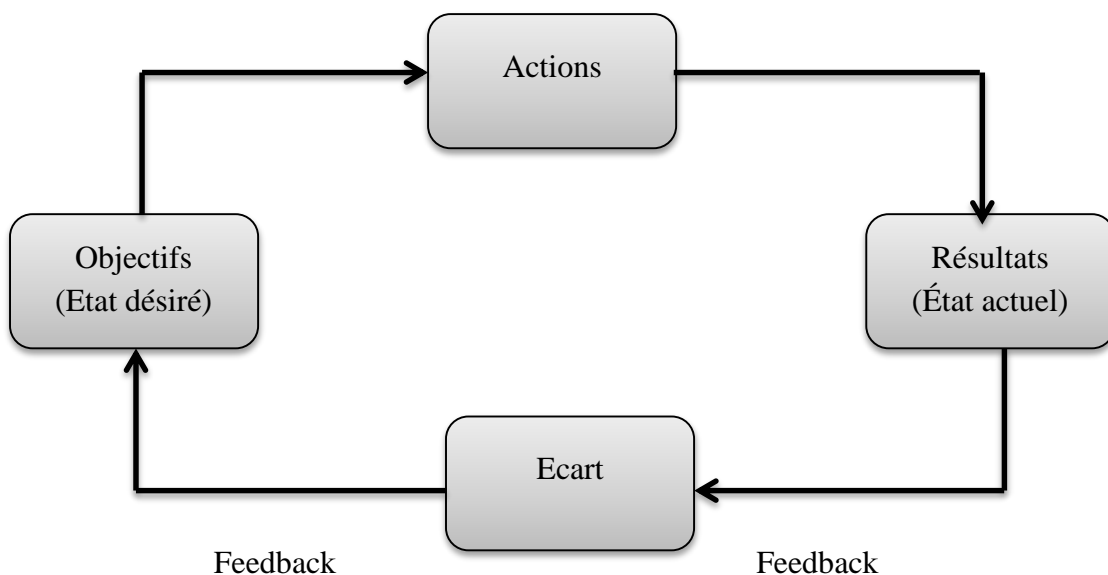 Actions
Objectifs
(Etat désiré)
Résultats
(État actuel)
Ecart
Feedback
Feedback